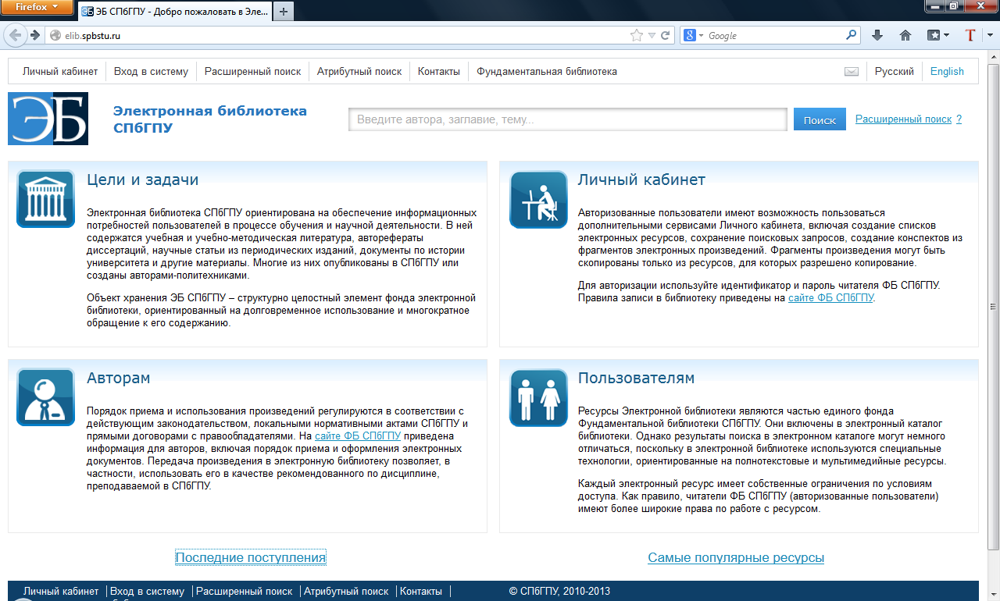 Firefox
ЭБ СПбГПУ - Добро пожаловать в Эле...
elib.spbstu.ru
Google
Личный кабинет Вход в систему Расширенный поиск Атрибутный поиск Контакты Фундаментальная библиотека Русский English
ЭБ
Электронная библиотека
СПбГПУ
Введите автора, заглавие, тему...
Поиск
Расширенный поиск ?
Цели и задачи
Электронная библиотека СПбГПУ ориентирована на обеспечение информационных
потребностей пользователей в процессе обучения и научной деятельности. В ней
содержатся учебная и учебно-методическая литература, авторефераты
диссертаций, научные статьи из периодических изданий, документы по истории
университета и другие материалы. Многие из них опубликованы в СПбГПУ или
созданы авторами-политехниками.
Объект хранения ЭБ СПбГПУ – структурно целостный элемент фонда электронной
библиотеки, ориентированный на долговременное использование и многократное
обращение к его содержанию.
Личный кабинет
Авторизованные пользователи имеют возможность пользоваться
дополнительными сервисами Личного кабинета, включая создание списков
электронных ресурсов, сохранение поисковых запросов, создание конспектов из
фрагментов электронных произведений. Фрагменты произведения могут быть
скопированы только из ресурсов, для которых разрешено копирование.
Для авторизации используйте идентификатор и пароль читателя ФБ СПбГПУ.
Правила записи в библиотеку приведены на сайте ФБ СПбГПУ.
Авторам
Порядок приема и использования произведений регулируются в соответствии с
действующим законодательством, локальными нормативными актами СПбГПУ и
прямыми договорами с правообладателями. На сайте ФБ СПбГПУ приведена
информация для авторов, включая порядок приема и оформления электронных
документов. Передача произведения в электронную библиотеку позволяет, в
частности, использовать его в качестве рекомендованного по дисциплине,
преподаваемой в СПбГПУ.
Пользователям
Ресурсы Электронной библиотеки являются частью единого фонда
Фундаментальной библиотеки СПбГПУ. Они включены в электронный каталог
библиотеки. Однако результаты поиска в электронном каталоге могут немного
отличаться, поскольку в электронной библиотеке используются специальные
технологии, ориентированные на полнотекстовые и мультимедийные ресурсы.
Каждый электронный ресурс имеет собственные ограничения по условиям
доступа. Как правило, читатели ФБ СПбГПУ (авторизованные пользователи)
имеют более широкие права по работе с ресурсом.
Последние поступления
Самые популярные ресурсы
Личный кабинет Вход в систему Расширенный поиск Атрибутный поиск Контакты © СПбГПУ, 2010-2013